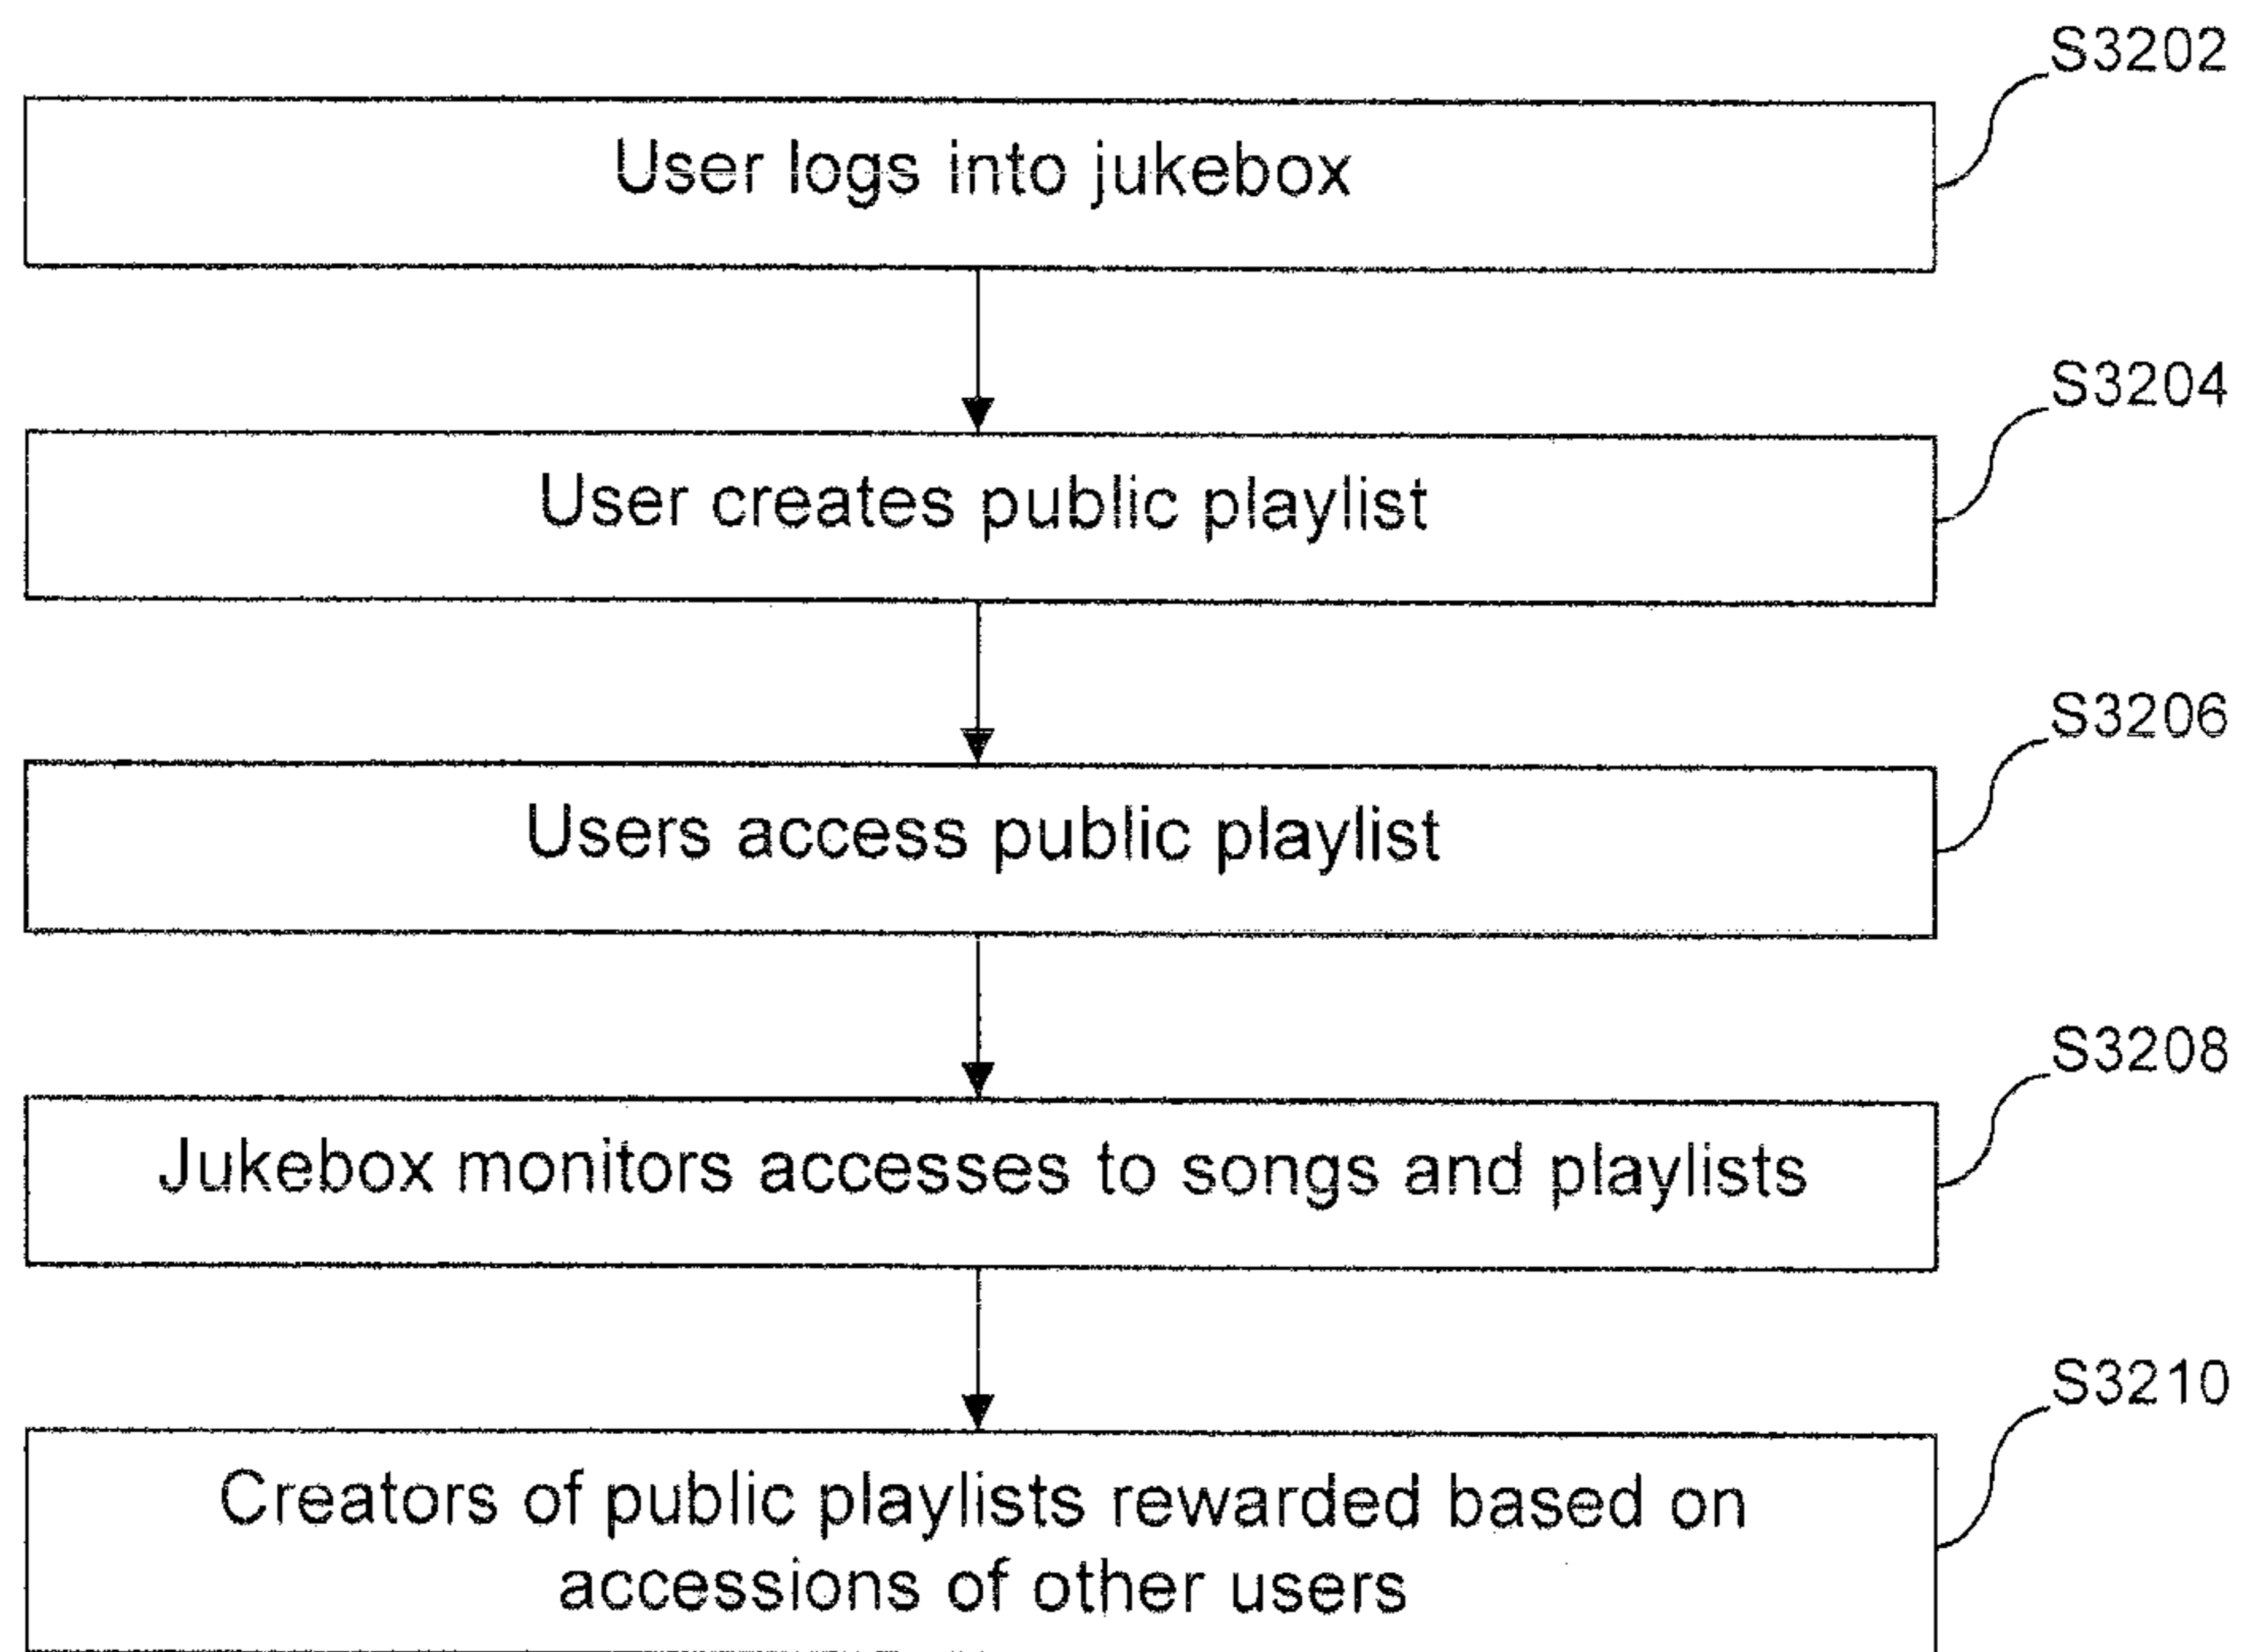 S3202
User logs into jukebox
S3204
User creates public playlist
S3206
Users access public playlist
S3208
Jukebox monitors accesses to songs and playlists
S3210
Creators of public playlists rewarded based on
accessions of other users